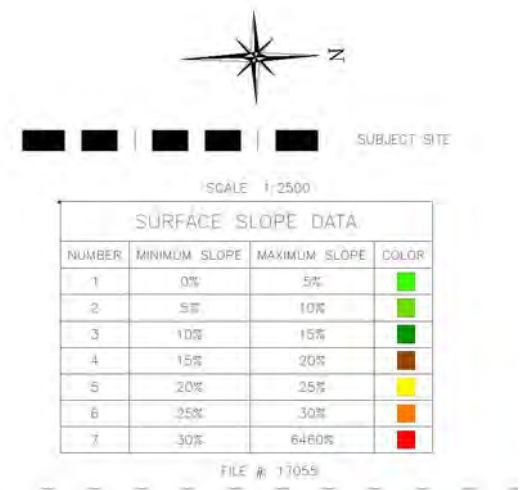 N
SUBJECT SITE
SCALE 1:2500
SURFACE SLOPE DATA
NUMBER MINIMUM SLOPE MAXIMUM SLOPE COLOR
1 0% 5%
2 5% 10%
3 10% 15%
4 15% 20%
5 20% 25%
6 25% 30%
7 30% 6460%
FILE #: 17055